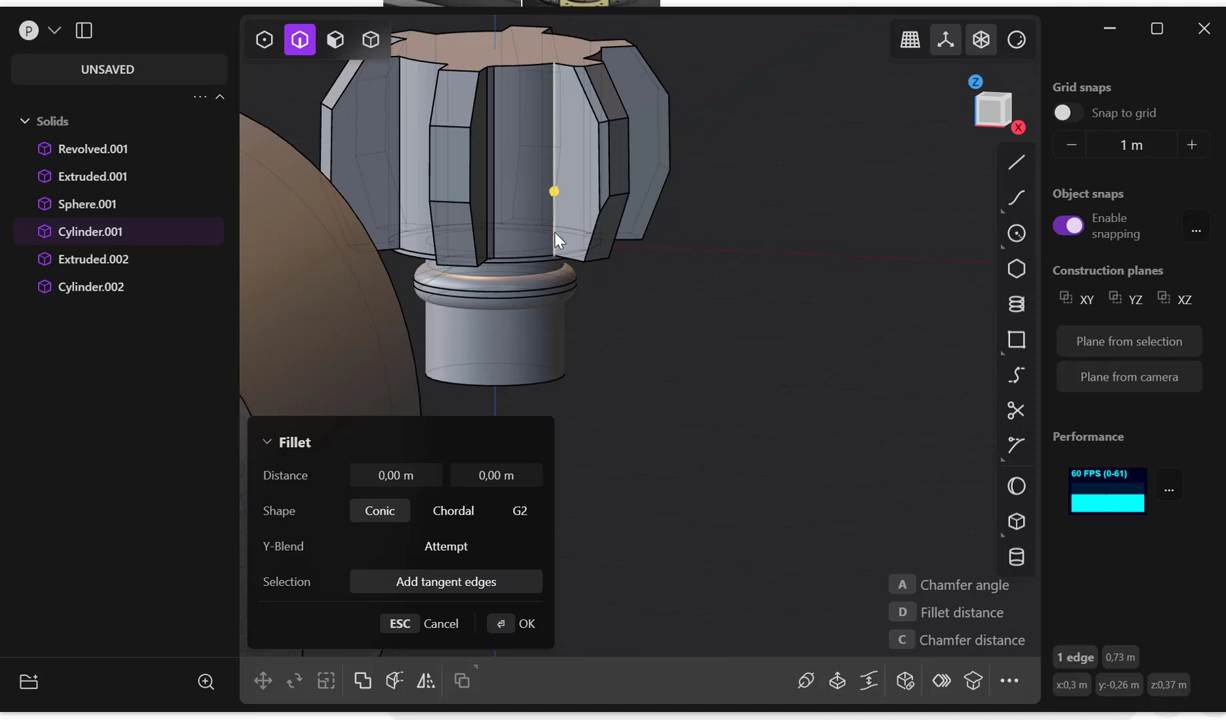 P
UNSAVED
...
Solids
Revolved.001
Extruded.001
Sphere.001
Cylinder.001
Extruded.002
Cylinder.002
Z
X
Fillet
Distance 0,00 m 0,00 m
Shape Conic Chordal G2
Y-Blend Attempt
Selection Add tangent edges
ESC Cancel OK
A Chamfer angle
D Fillet distance
C Chamfer distance
Grid snaps
Snap to grid
− 1 m +
Object snaps
Enable
snapping
...
Construction planes
XY YZ XZ
Plane from selection
Plane from camera
Performance
60 FPS (0-61)
...
1 edge 0,73 m
x:0,3 m y:-0,26 m z:0,37 m